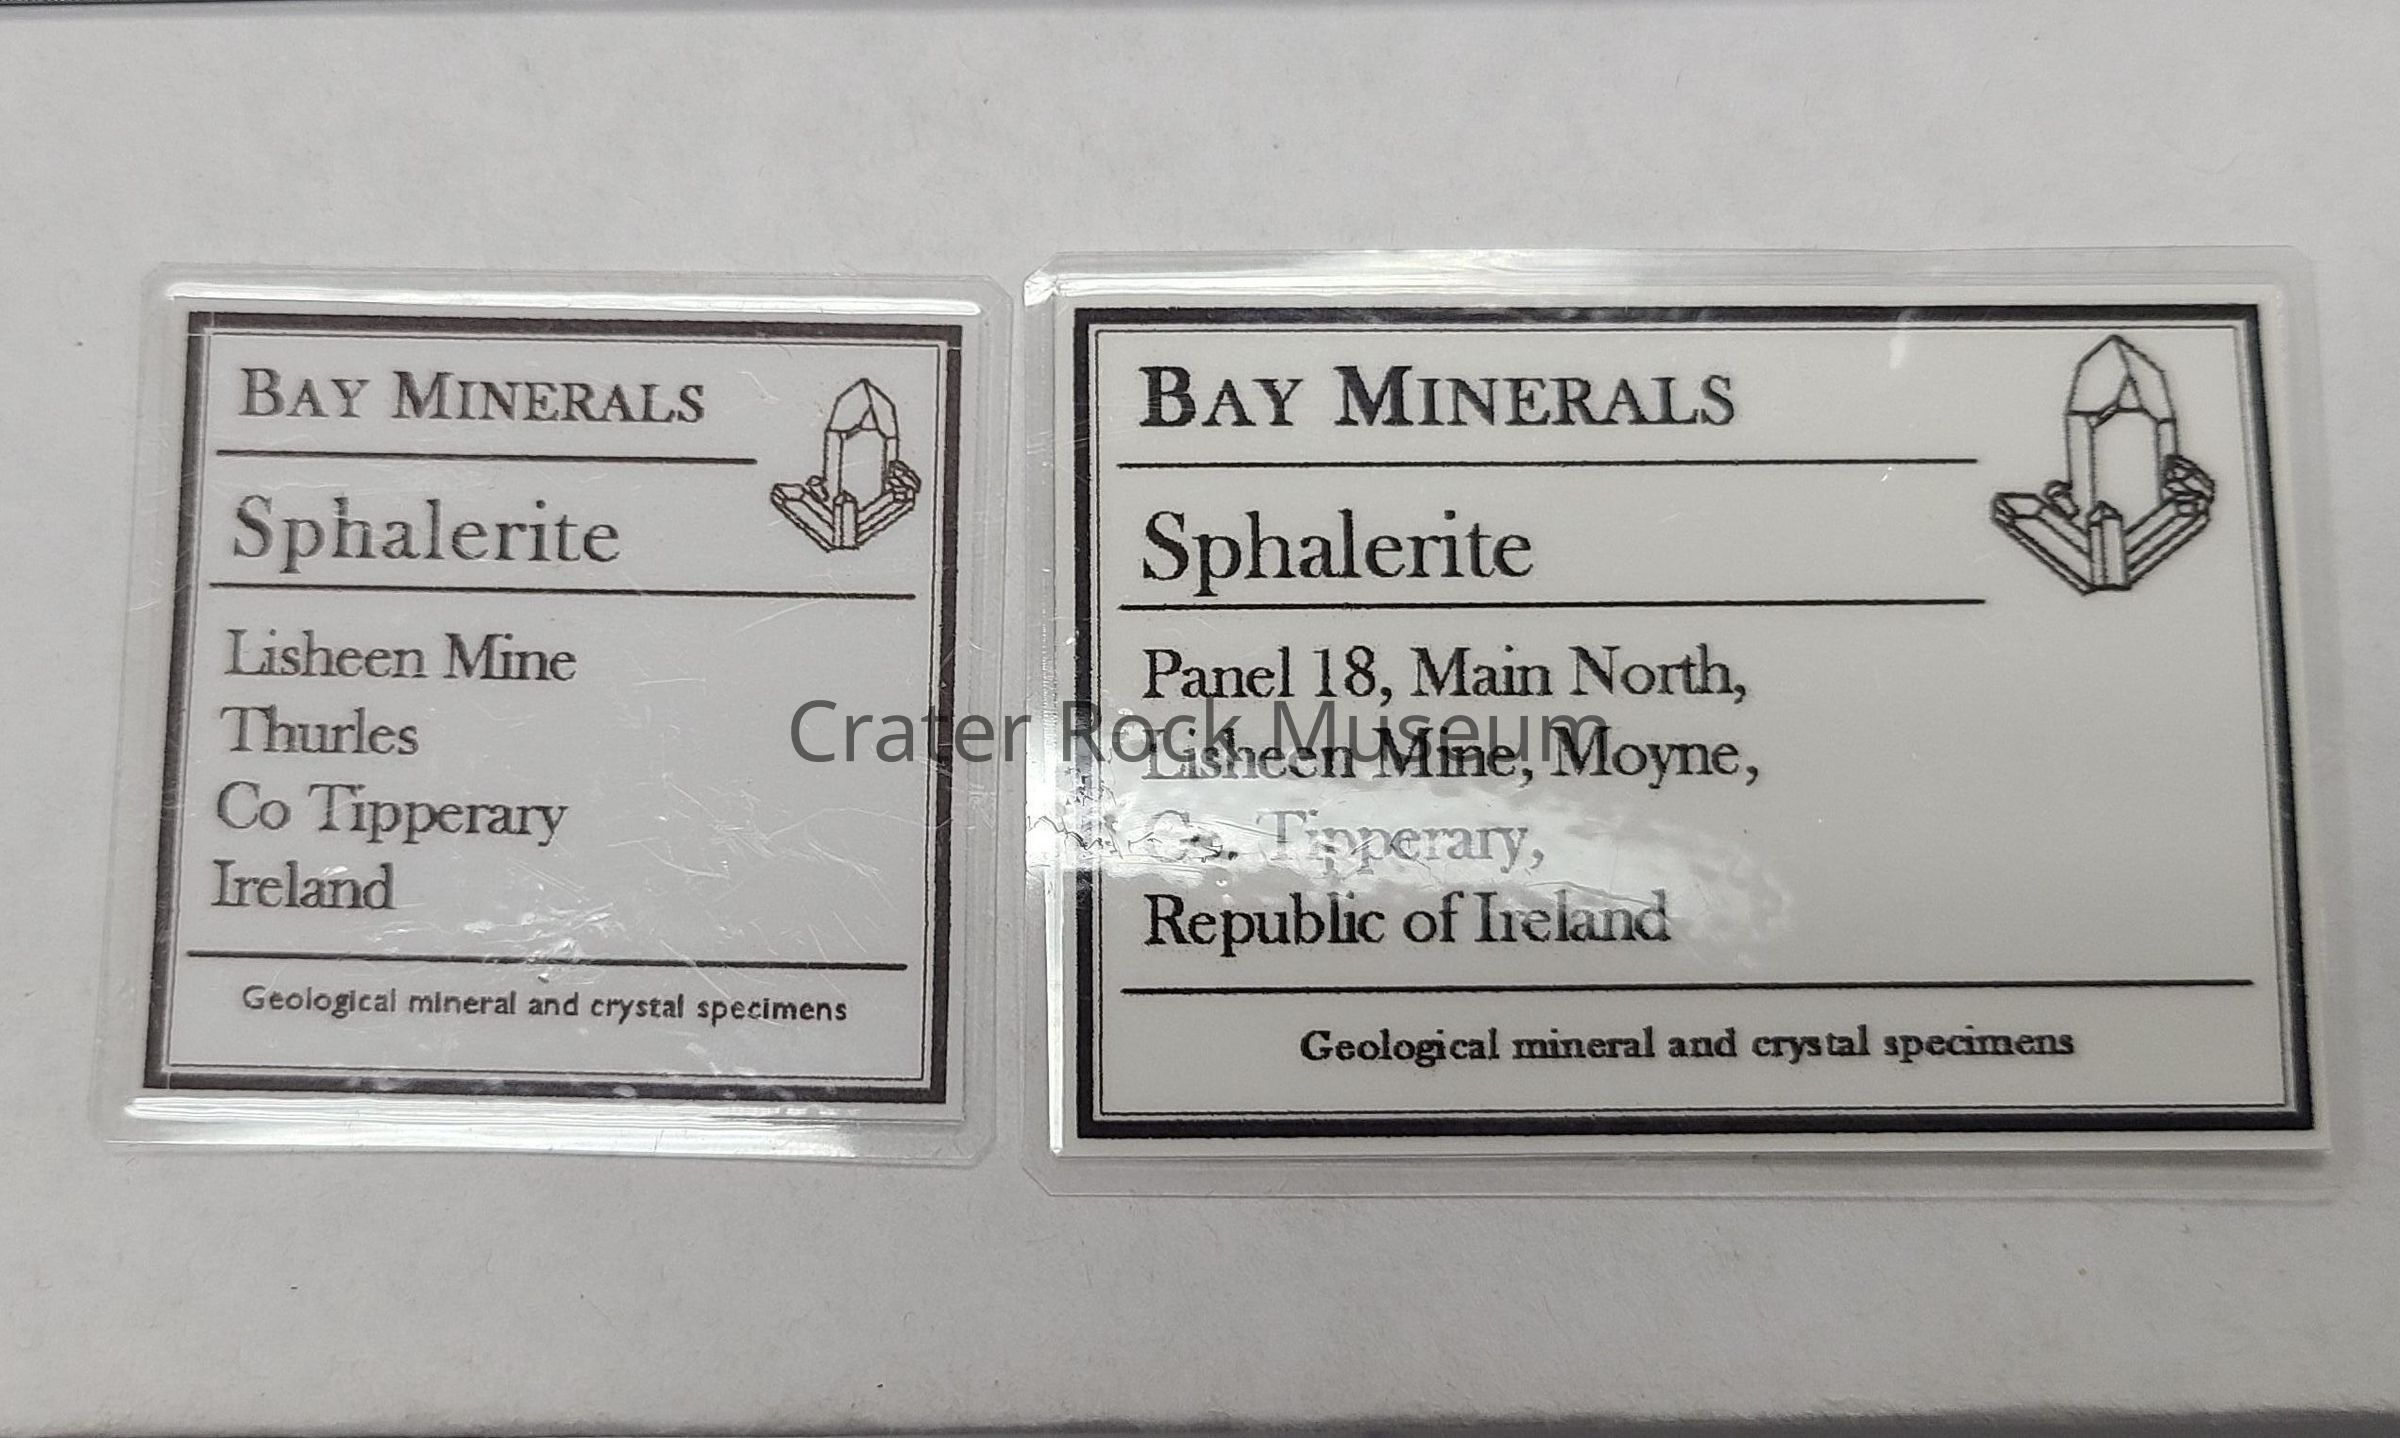 BAY MINERALS
Sphalerite
Lisheen Mine
Thurles
Co Tipperary
Ireland
Geological mineral and crystal specimens
BAY MINERALS
Sphalerite
Panel 18, Main North,
Lisheen Mine, Moyne,
Co. Tipperary,
Republic of Ireland
Geological mineral and crystal specimens
Crater Rock Museum